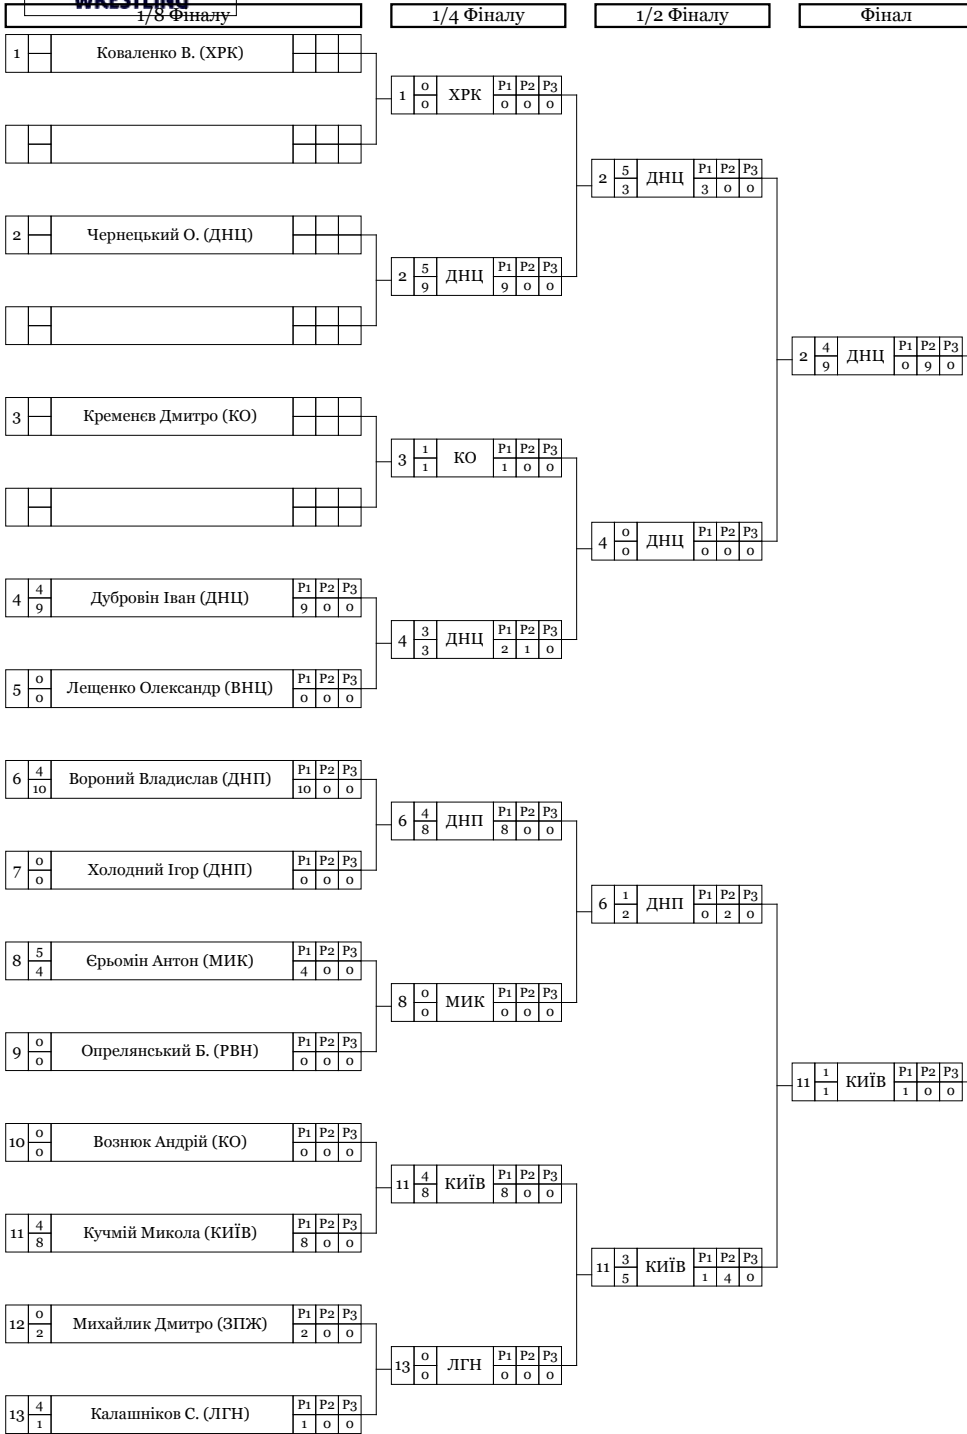 WRESTLING
1/8 Фіналу 1/4 Фіналу 1/2 Фіналу Фінал
1 Коваленко В. (ХРК)
1 0 0 ХРК P1 P2 P3 0 0 0
2 5 3 ДНЦ P1 P2 P3 3 0 0
2 Чернецький О. (ДНЦ)
2 5 9 ДНЦ P1 P2 P3 9 0 0
2 4 9 ДНЦ P1 P2 P3 0 9 0
3 Кременєв Дмитро (КО)
3 1 1 КО P1 P2 P3 1 0 0
4 0 0 ДНЦ P1 P2 P3 0 0 0
4 4 9 Дубровін Іван (ДНЦ) P1 P2 P3 9 0 0
4 3 3 ДНЦ P1 P2 P3 2 1 0
5 0 0 Лещенко Олександр (ВНЦ) P1 P2 P3 0 0 0
6 4 10 Вороний Владислав (ДНП) P1 P2 P3 10 0 0
6 4 8 ДНП P1 P2 P3 8 0 0
7 0 0 Холодний Ігор (ДНП) P1 P2 P3 0 0 0
6 1 2 ДНП P1 P2 P3 0 2 0
8 5 4 Єрьомін Антон (МИК) P1 P2 P3 4 0 0
8 0 0 МИК P1 P2 P3 0 0 0
9 0 0 Опрелянський Б. (РВН) P1 P2 P3 0 0 0
11 1 1 КИЇВ P1 P2 P3 1 0 0
10 0 0 Вознюк Андрій (КО) P1 P2 P3 0 0 0
11 4 8 КИЇВ P1 P2 P3 8 0 0
11 4 8 Кучмій Микола (КИЇВ) P1 P2 P3 8 0 0
11 3 5 КИЇВ P1 P2 P3 1 4 0
12 0 2 Михайлик Дмитро (ЗПЖ) P1 P2 P3 2 0 0
13 0 0 ЛГН P1 P2 P3 0 0 0
13 4 1 Калашніков С. (ЛГН) P1 P2 P3 1 0 0